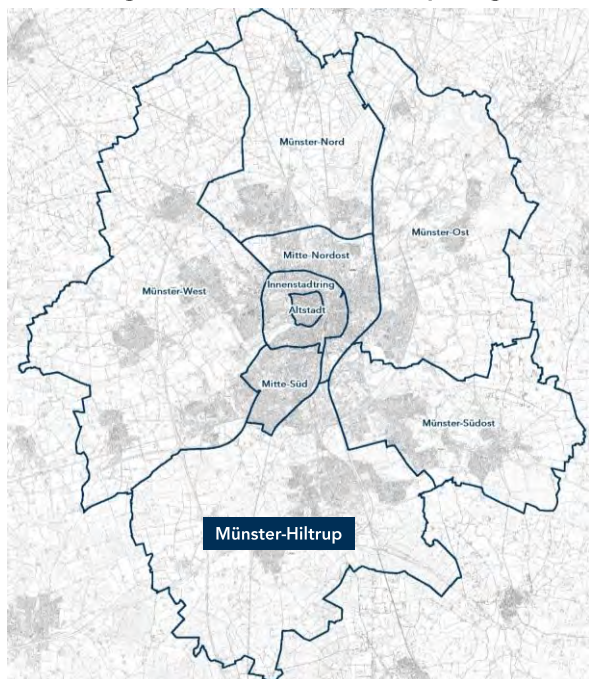 Münster-Nord
Münster-Ost
Mitte-Nordost
Innenstadtring
Münster-West
Altstadt
Mitte-Süd
Münster-Südost
Münster-Hiltrup